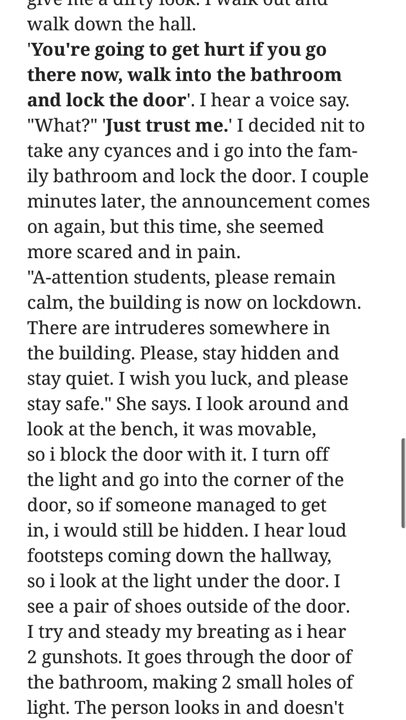 give me a dirty look. I walk out and
walk down the hall.
'You're going to get hurt if you go
there now, walk into the bathroom
and lock the door'. I hear a voice say.
"What?" 'Just trust me.' I decided nit to
take any cyances and i go into the fam-
ily bathroom and lock the door. I couple
minutes later, the announcement comes
on again, but this time, she seemed
more scared and in pain.
"A-attention students, please remain
calm, the building is now on lockdown.
There are intruderes somewhere in
the building. Please, stay hidden and
stay quiet. I wish you luck, and please
stay safe." She says. I look around and
look at the bench, it was movable,
so i block the door with it. I turn off
the light and go into the corner of the
door, so if someone managed to get
in, i would still be hidden. I hear loud
footsteps coming down the hallway,
so i look at the light under the door. I
see a pair of shoes outside of the door.
I try and steady my breating as i hear
2 gunshots. It goes through the door of
the bathroom, making 2 small holes of
light. The person looks in and doesn't